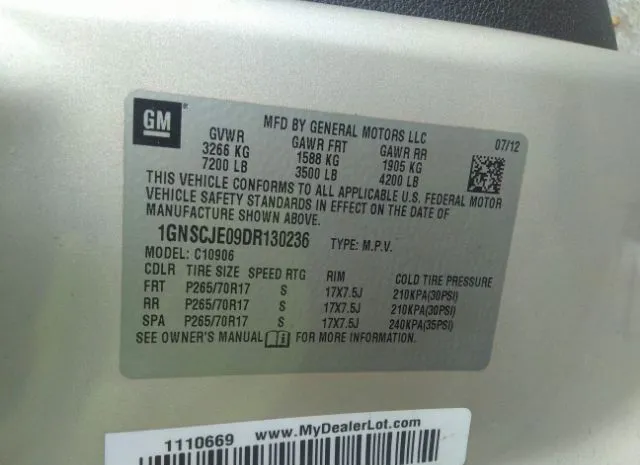 GM
MFD BY GENERAL MOTORS LLC 07/12
GVWR GAWR FRT GAWR RR
3266 KG 1588 KG 1905 KG
7200 LB 3500 LB 4200 LB
THIS VEHICLE CONFORMS TO ALL APPLICABLE U.S. FEDERAL MOTOR
VEHICLE SAFETY STANDARDS IN EFFECT ON THE DATE OF
MANUFACTURE SHOWN ABOVE.
1GNSCJE09DR130236 TYPE: M.P.V.
MODEL: C10906
CDLR TIRE SIZE SPEED RTG RIM COLD TIRE PRESSURE
FRT P265/70R17 S 17X7.5J 210KPA(30PSI)
RR P265/70R17 S 17X7.5J 210KPA(30PSI)
SPA P265/70R17 S 17X7.5J 240KPA(35PSI)
SEE OWNER'S MANUAL FOR MORE INFORMATION.
1110669 www.MyDealerLot.com